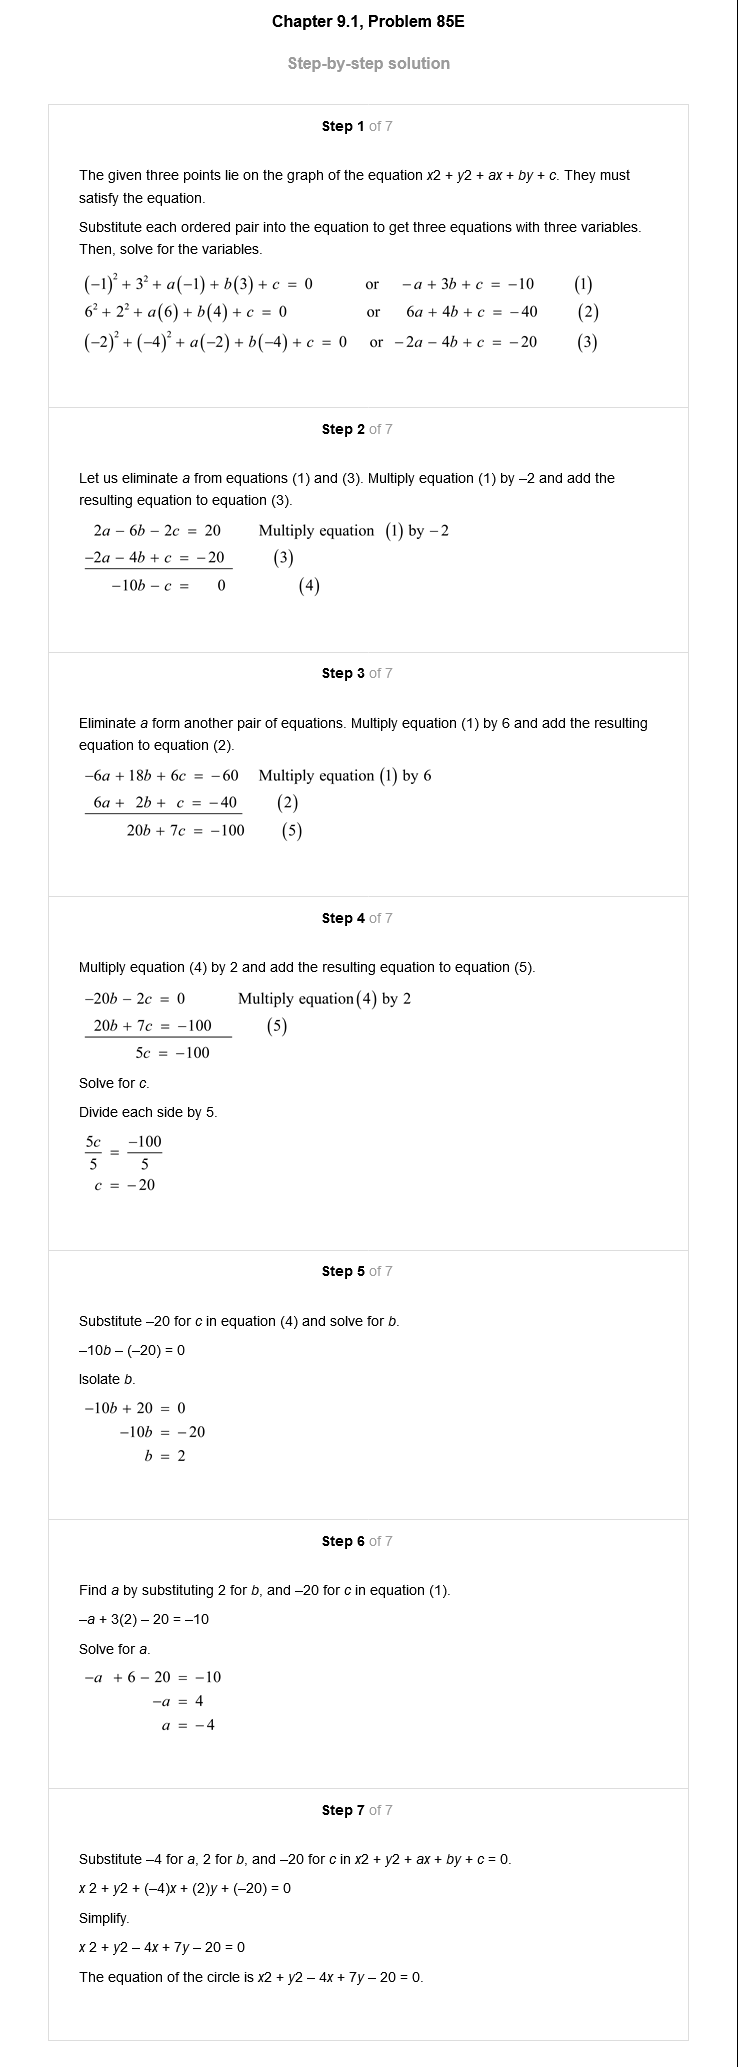 Chapter 9.1, Problem 85E
Step-by-step solution
Step 1 of 7
The given three points lie on the graph of the equation x2 + y2 + ax + by + c. They must
satisfy the equation.
Substitute each ordered pair into the equation to get three equations with three variables.
Then, solve for the variables.
(−1)² + 3² + a(−1) + b(3) + c = 0 or −a + 3b + c = −10 (1)
6² + 2² + a(6) + b(4) + c = 0 or 6a + 4b + c = −40 (2)
(−2)² + (−4)² + a(−2) + b(−4) + c = 0 or −2a − 4b + c = −20 (3)
Step 2 of 7
Let us eliminate a from equations (1) and (3). Multiply equation (1) by –2 and add the
resulting equation to equation (3).
2a − 6b − 2c = 20 Multiply equation (1) by −2
−2a − 4b + c = −20 (3)
−10b − c = 0 (4)
Step 3 of 7
Eliminate a form another pair of equations. Multiply equation (1) by 6 and add the resulting
equation to equation (2).
−6a + 18b + 6c = −60 Multiply equation (1) by 6
6a + 2b + c = −40 (2)
20b + 7c = −100 (5)
Step 4 of 7
Multiply equation (4) by 2 and add the resulting equation to equation (5).
−20b − 2c = 0 Multiply equation(4) by 2
20b + 7c = −100 (5)
5c = −100
Solve for c.
Divide each side by 5.
5c/5 = −100/5
c = −20
Step 5 of 7
Substitute –20 for c in equation (4) and solve for b.
–10b – (–20) = 0
Isolate b.
−10b + 20 = 0
−10b = −20
b = 2
Step 6 of 7
Find a by substituting 2 for b, and –20 for c in equation (1).
–a + 3(2) – 20 = –10
Solve for a.
−a + 6 − 20 = −10
−a = 4
a = −4
Step 7 of 7
Substitute –4 for a, 2 for b, and –20 for c in x2 + y2 + ax + by + c = 0.
x 2 + y2 + (–4)x + (2)y + (–20) = 0
Simplify.
x 2 + y2 – 4x + 7y – 20 = 0
The equation of the circle is x2 + y2 – 4x + 7y – 20 = 0.